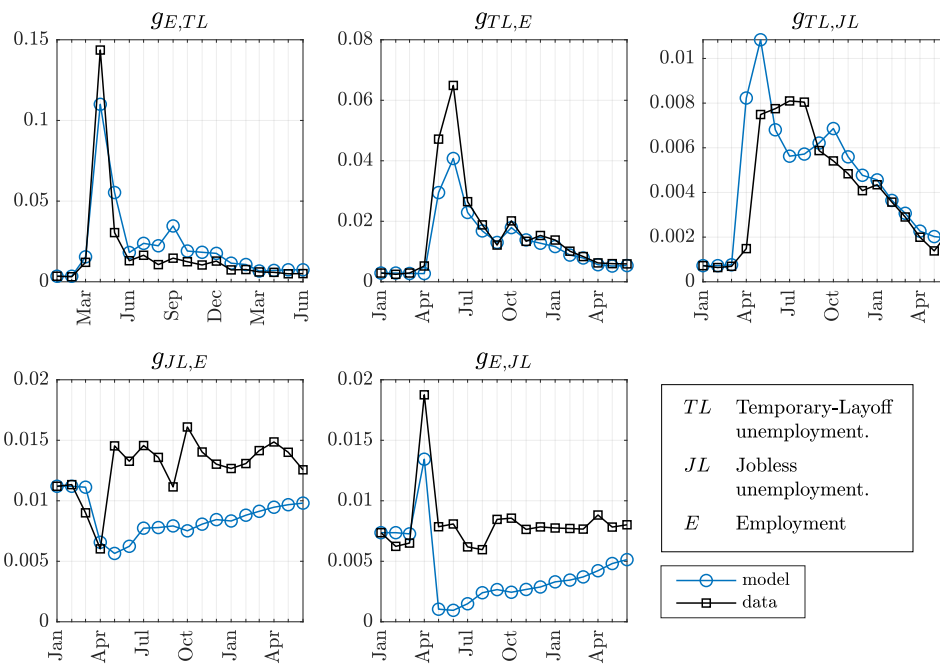 g_{E,TL}
g_{TL,E}
g_{TL,JL}
0.15
0.1
0.05
0
Mar
Jun
Sep
Dec
Mar
Jun
0.08
0.06
0.04
0.02
0
Jan
Apr
Jul
Oct
Jan
Apr
0.01
0.008
0.006
0.004
0.002
0
Jan
Apr
Jul
Oct
Jan
Apr
g_{JL,E}
g_{E,JL}
0.02
0.015
0.01
0.005
0
Jan
Apr
Jul
Oct
Jan
Apr
0.02
0.015
0.01
0.005
0
Jan
Apr
Jul
Oct
Jan
Apr
TL Temporary-Layoff
unemployment.
JL Jobless
unemployment.
E Employment
model
data